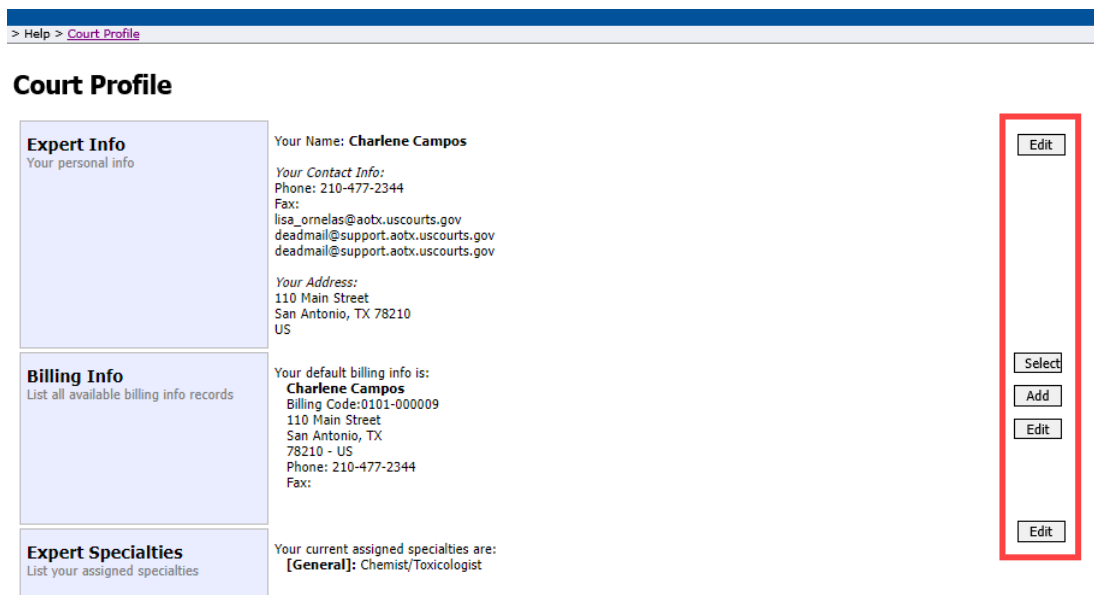 > Help > Court Profile
Court Profile
Expert Info
Your personal info
Your Name: Charlene Campos
Your Contact Info:
Phone: 210-477-2344
Fax:
lisa_ornelas@aotx.uscourts.gov
deadmail@support.aotx.uscourts.gov
deadmail@support.aotx.uscourts.gov
Your Address:
110 Main Street
San Antonio, TX 78210
US
Edit
Billing Info
List all available billing info records
Your default billing info is:
Charlene Campos
Billing Code:0101-000009
110 Main Street
San Antonio, TX
78210 - US
Phone: 210-477-2344
Fax:
Select
Add
Edit
Expert Specialties
List your assigned specialties
Your current assigned specialties are:
[General]: Chemist/Toxicologist
Edit